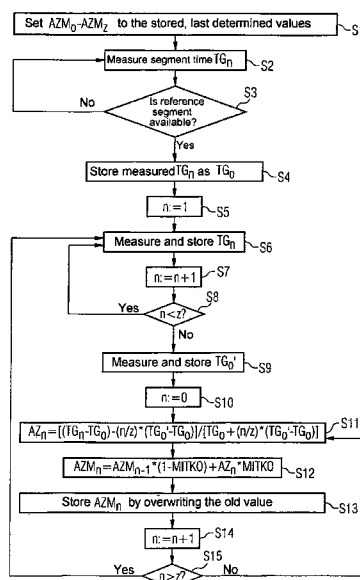 Set AZM₀-AZM_z to the stored, last determined values
S
Measure segment time TGₙ
S2
Is reference segment available?
S3
No
Yes
Store measured TGₙ as TG₀
S4
n:=1
S5
Measure and store TGₙ
S6
n:=n+1
S7
n<z?
S8
Yes
No
Measure and store TG₀'
S9
n:=0
S10
AZₙ=[(TGₙ-TG₀)-(n/z)*(TG₀'-TG₀)]/[TG₀+(n/z)*(TG₀'-TG₀)]
S11
AZMₙ=AZMₙ₋₁*(1-MITKO)+AZₙ*MITKO
S12
Store AZMₙ by overwriting the old value
S13
n:=n+1
S14
n>z?
S15
Yes
No